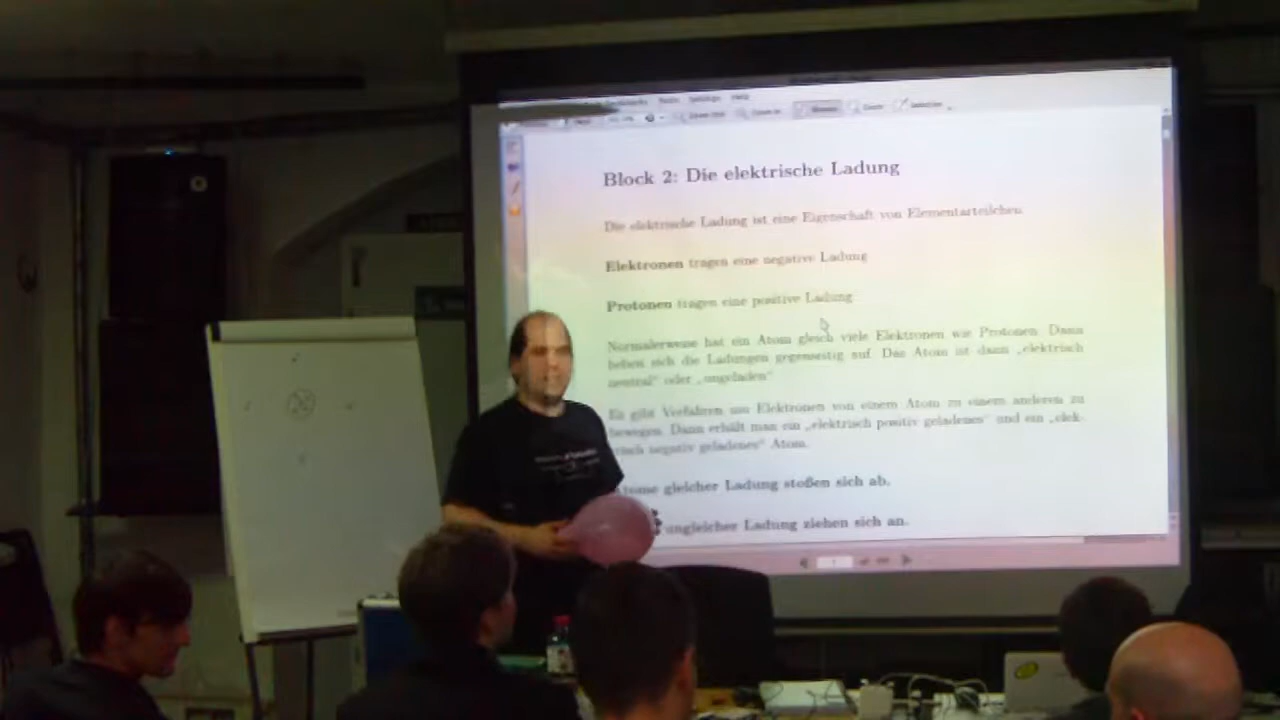 Settings Help
Block 2: Die elektrische Ladung
Die elektrische Ladung ist eine Eigenschaft von Elementarteilchen
Elektronen tragen eine negative Ladung
Protonen tragen eine positive Ladung
Normalerweise hat ein Atom gleich viele Elektronen wie Protonen. Dann
heben sich die Ladungen gegenseitig auf. Das Atom ist dann „elektrisch
neutral“ oder „ungeladen“
Es gibt Verfahren um Elektronen von einem Atom zu einem anderen zu
bewegen. Dann erhält man ein „elektrisch positiv geladenes“ und ein „elek-
trisch negativ geladenes“ Atom.
Atome gleicher Ladung stoßen sich ab.
ungleicher Ladung ziehen sich an.